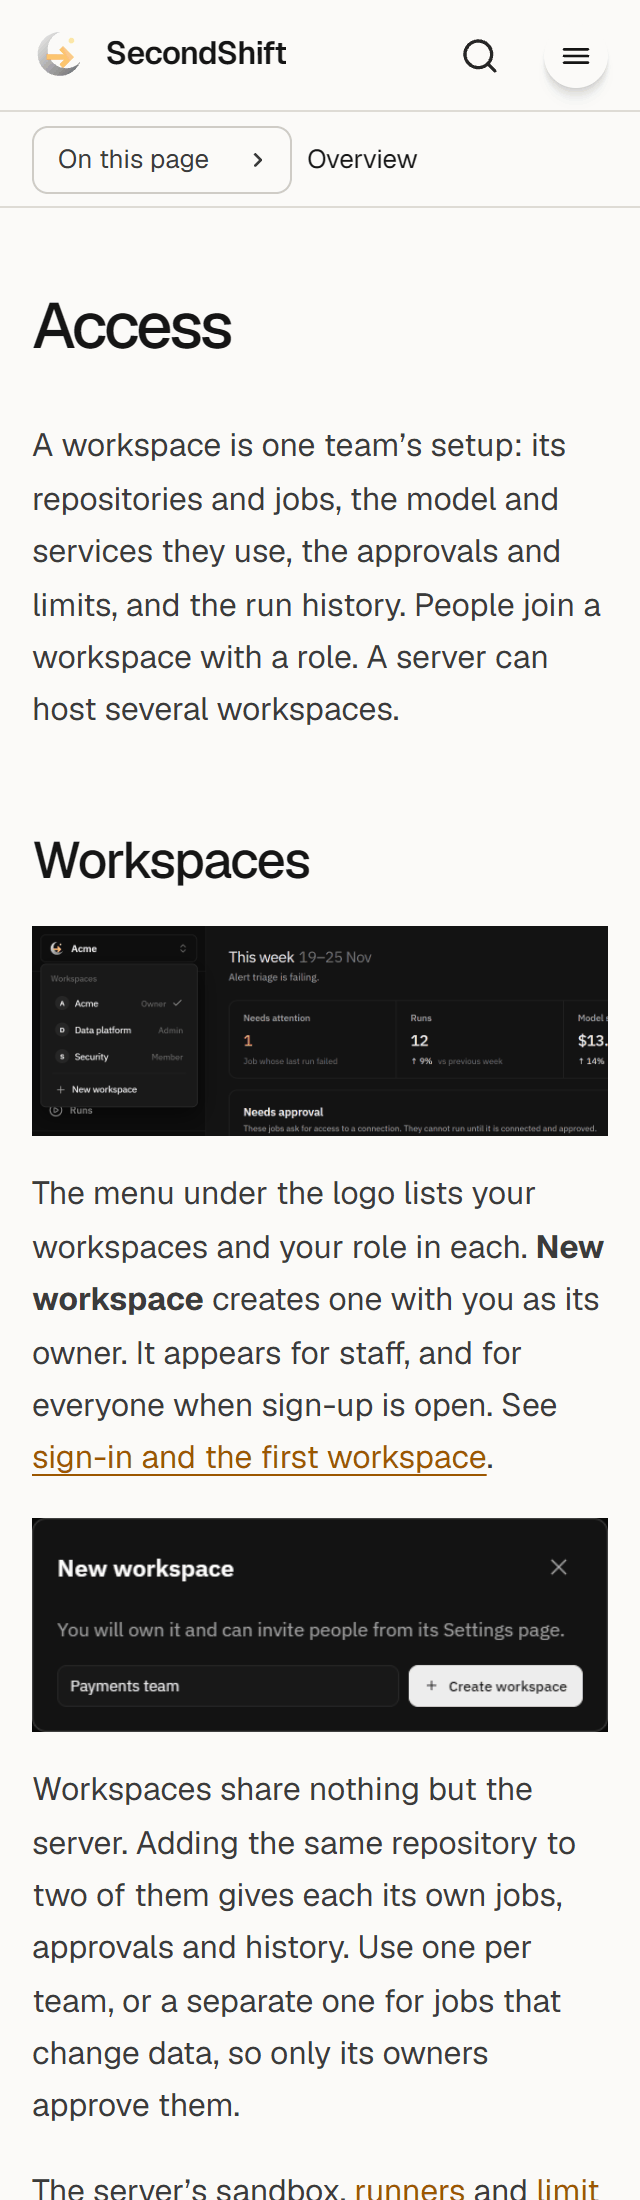 SecondShift
On this page
Overview
Access
A workspace is one team’s setup: its
repositories and jobs, the model and
services they use, the approvals and
limits, and the run history. People join a
workspace with a role. A server can
host several workspaces.
Workspaces
Acme
Workspaces
A Acme Owner
D Data platform Admin
S Security Member
+ New workspace
Runs
This week 19–25 Nov
Alert triage is failing.
Needs attention
1
Job whose last run failed
Runs
12
↑ 9% vs previous week
Model
$13.
↑ 14%
Needs approval
These jobs ask for access to a connection. They cannot run until it is connected and approved.
The menu under the logo lists your
workspaces and your role in each. New
workspace creates one with you as its
owner. It appears for staff, and for
everyone when sign-up is open. See
sign-in and the first workspace.
New workspace
You will own it and can invite people from its Settings page.
Payments team
+ Create workspace
Workspaces share nothing but the
server. Adding the same repository to
two of them gives each its own jobs,
approvals and history. Use one per
team, or a separate one for jobs that
change data, so only its owners
approve them.
The server’s sandbox, runners and limit